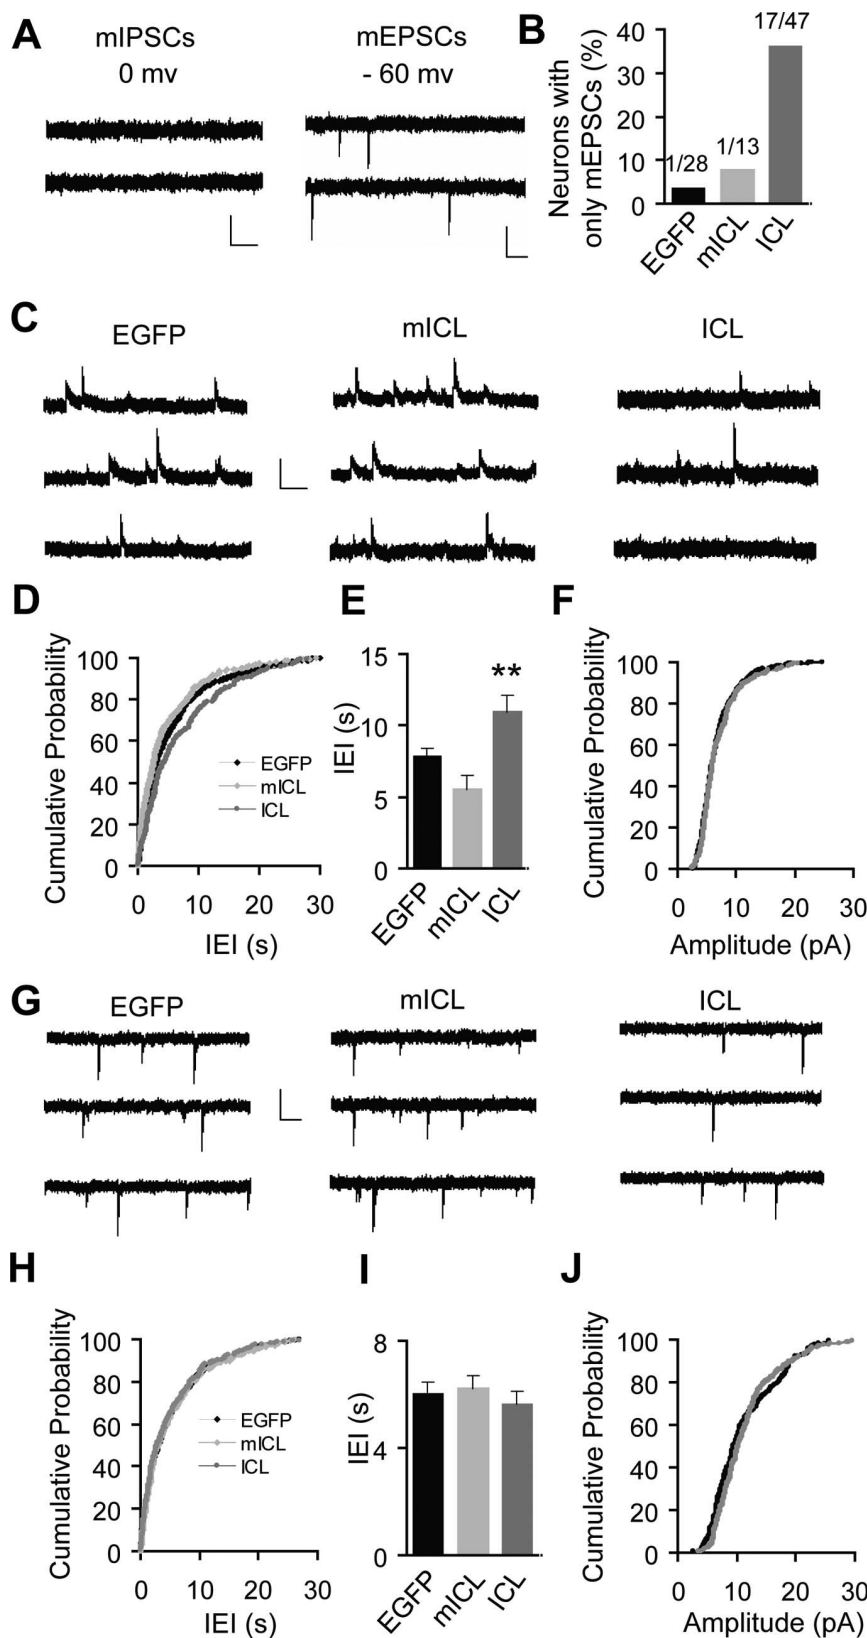 A
mIPSCs
0 mv
mEPSCs
- 60 mv
B
Neurons with
only mEPSCs (%)
40
30
20
10
0
1/28
1/13
17/47
EGFP
mICL
ICL
C
EGFP
mICL
ICL
D
Cumulative Probability
100
80
60
40
20
0
EGFP
mICL
ICL
0 10 20 30
IEI (s)
E
IEI (s)
15
10
5
0
**
EGFP
mICL
ICL
F
Cumulative Probability
100
80
60
40
20
0
0 10 20 30
Amplitude (pA)
G
EGFP
mICL
ICL
H
Cumulative Probability
100
80
60
40
20
0
EGFP
mICL
ICL
0 10 20 30
IEI (s)
I
IEI (s)
8
4
0
EGFP
mICL
ICL
J
Cumulative Probability
100
80
60
40
20
0
0 10 20 30
Amplitude (pA)